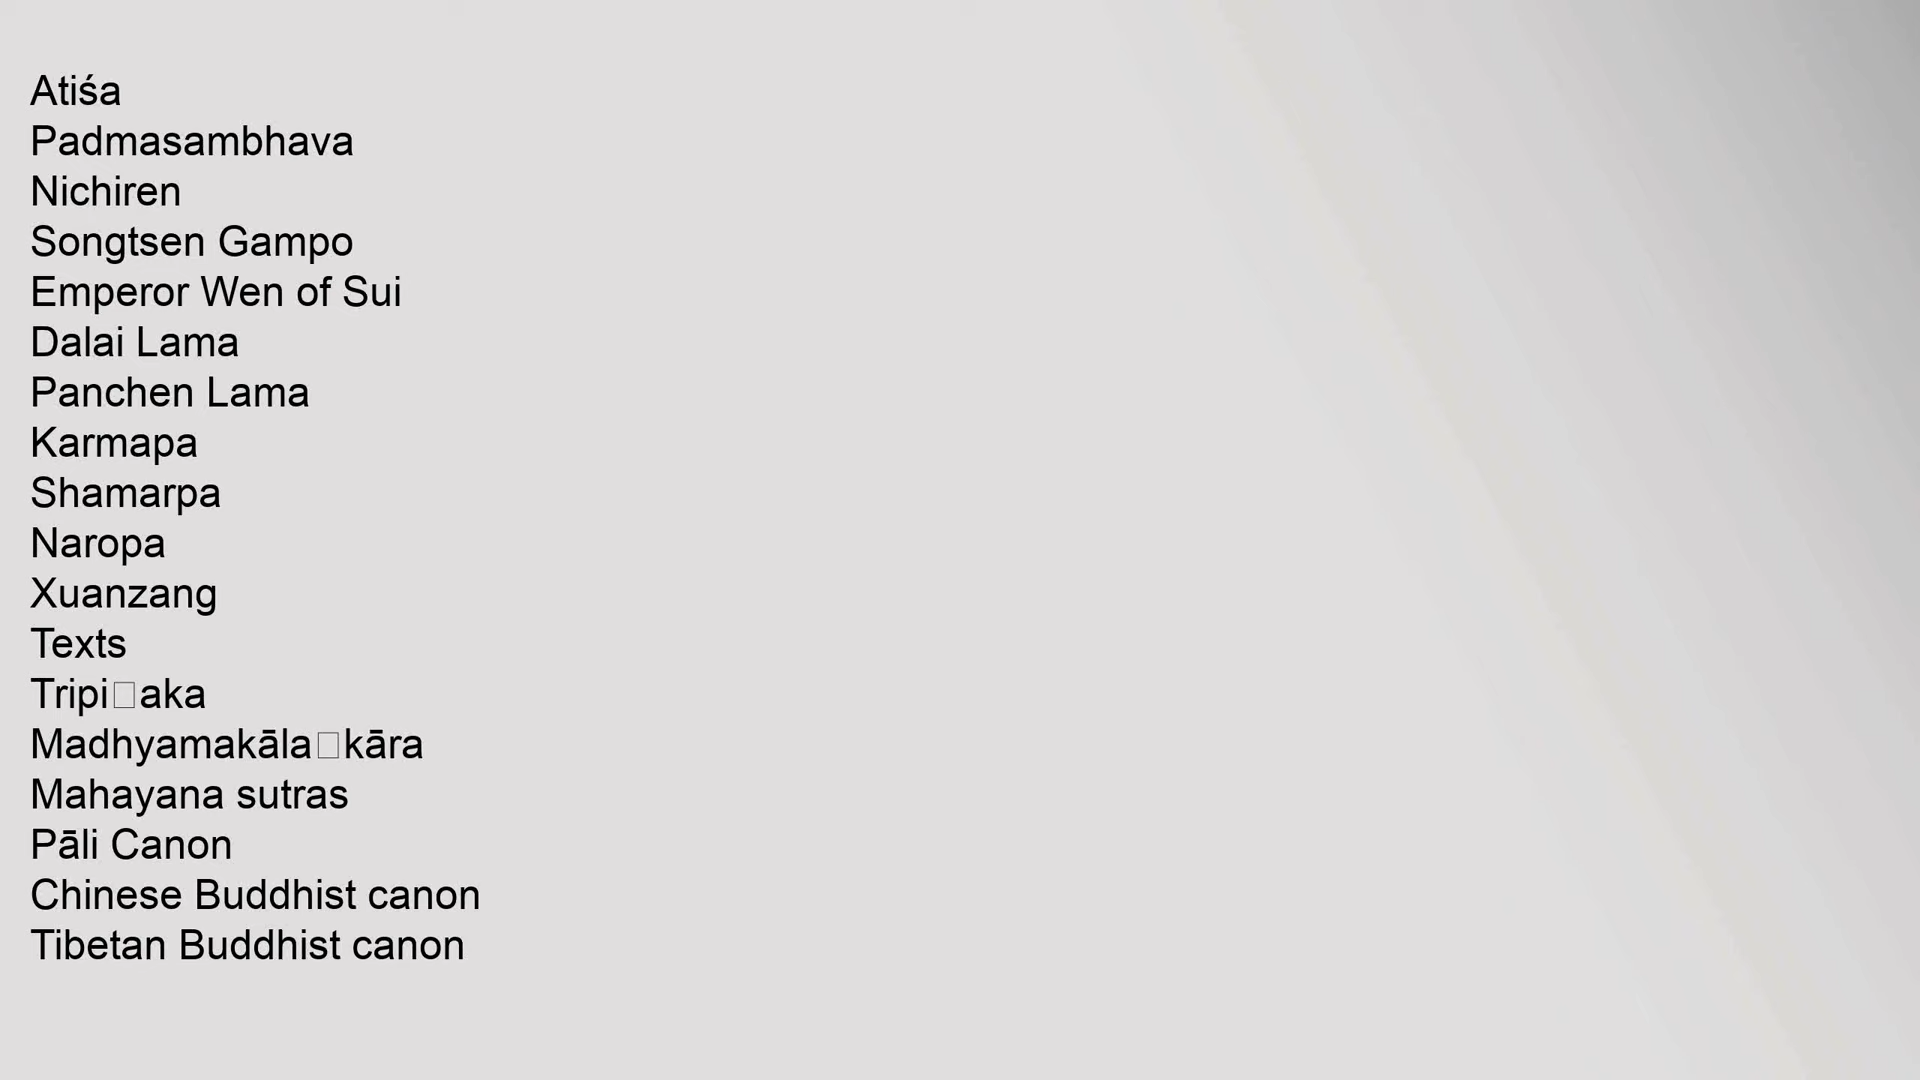 Atiśa
Padmasambhava
Nichiren
Songtsen Gampo
Emperor Wen of Sui
Dalai Lama
Panchen Lama
Karmapa
Shamarpa
Naropa
Xuanzang
Texts
Tripi□aka
Madhyamakāla□kāra
Mahayana sutras
Pāli Canon
Chinese Buddhist canon
Tibetan Buddhist canon